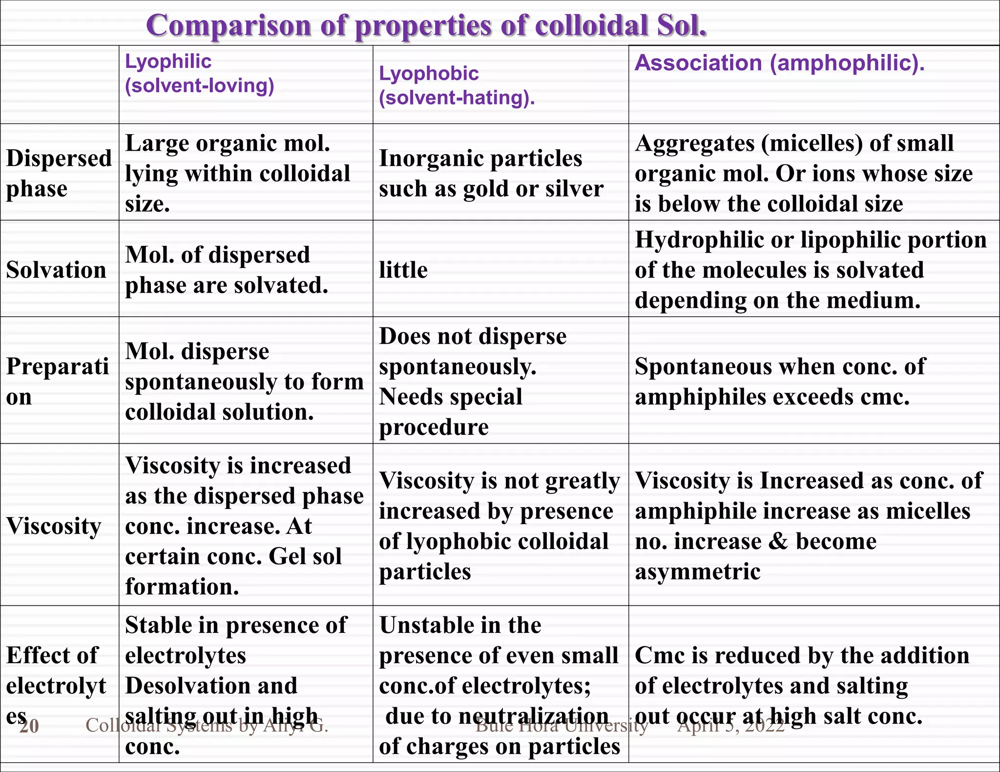 Comparison of properties of colloidal Sol.
Lyophilic
(solvent-loving)
Lyophobic
(solvent-hating).
Association (amphophilic).
Dispersed
phase
Large organic mol.
lying within colloidal
size.
Inorganic particles
such as gold or silver
Aggregates (micelles) of small
organic mol. Or ions whose size
is below the colloidal size
Solvation
Mol. of dispersed
phase are solvated.
little
Hydrophilic or lipophilic portion
of the molecules is solvated
depending on the medium.
Preparati
on
Mol. disperse
spontaneously to form
colloidal solution.
Does not disperse
spontaneously.
Needs special
procedure
Spontaneous when conc. of
amphiphiles exceeds cmc.
Viscosity
Viscosity is increased
as the dispersed phase
conc. increase. At
certain conc. Gel sol
formation.
Viscosity is not greatly
increased by presence
of lyophobic colloidal
particles
Viscosity is Increased as conc. of
amphiphile increase as micelles
no. increase & become
asymmetric
Effect of
electrolyt
es
Stable in presence of
electrolytes
Desolvation and
salting out in high
conc.
Unstable in the
presence of even small
conc.of electrolytes;
due to neutralization
of charges on particles
Cmc is reduced by the addition
of electrolytes and salting
out occur at high salt conc.
20
Colloidal Systems by Aliyi G.
Bule Hora University
April 5, 2022